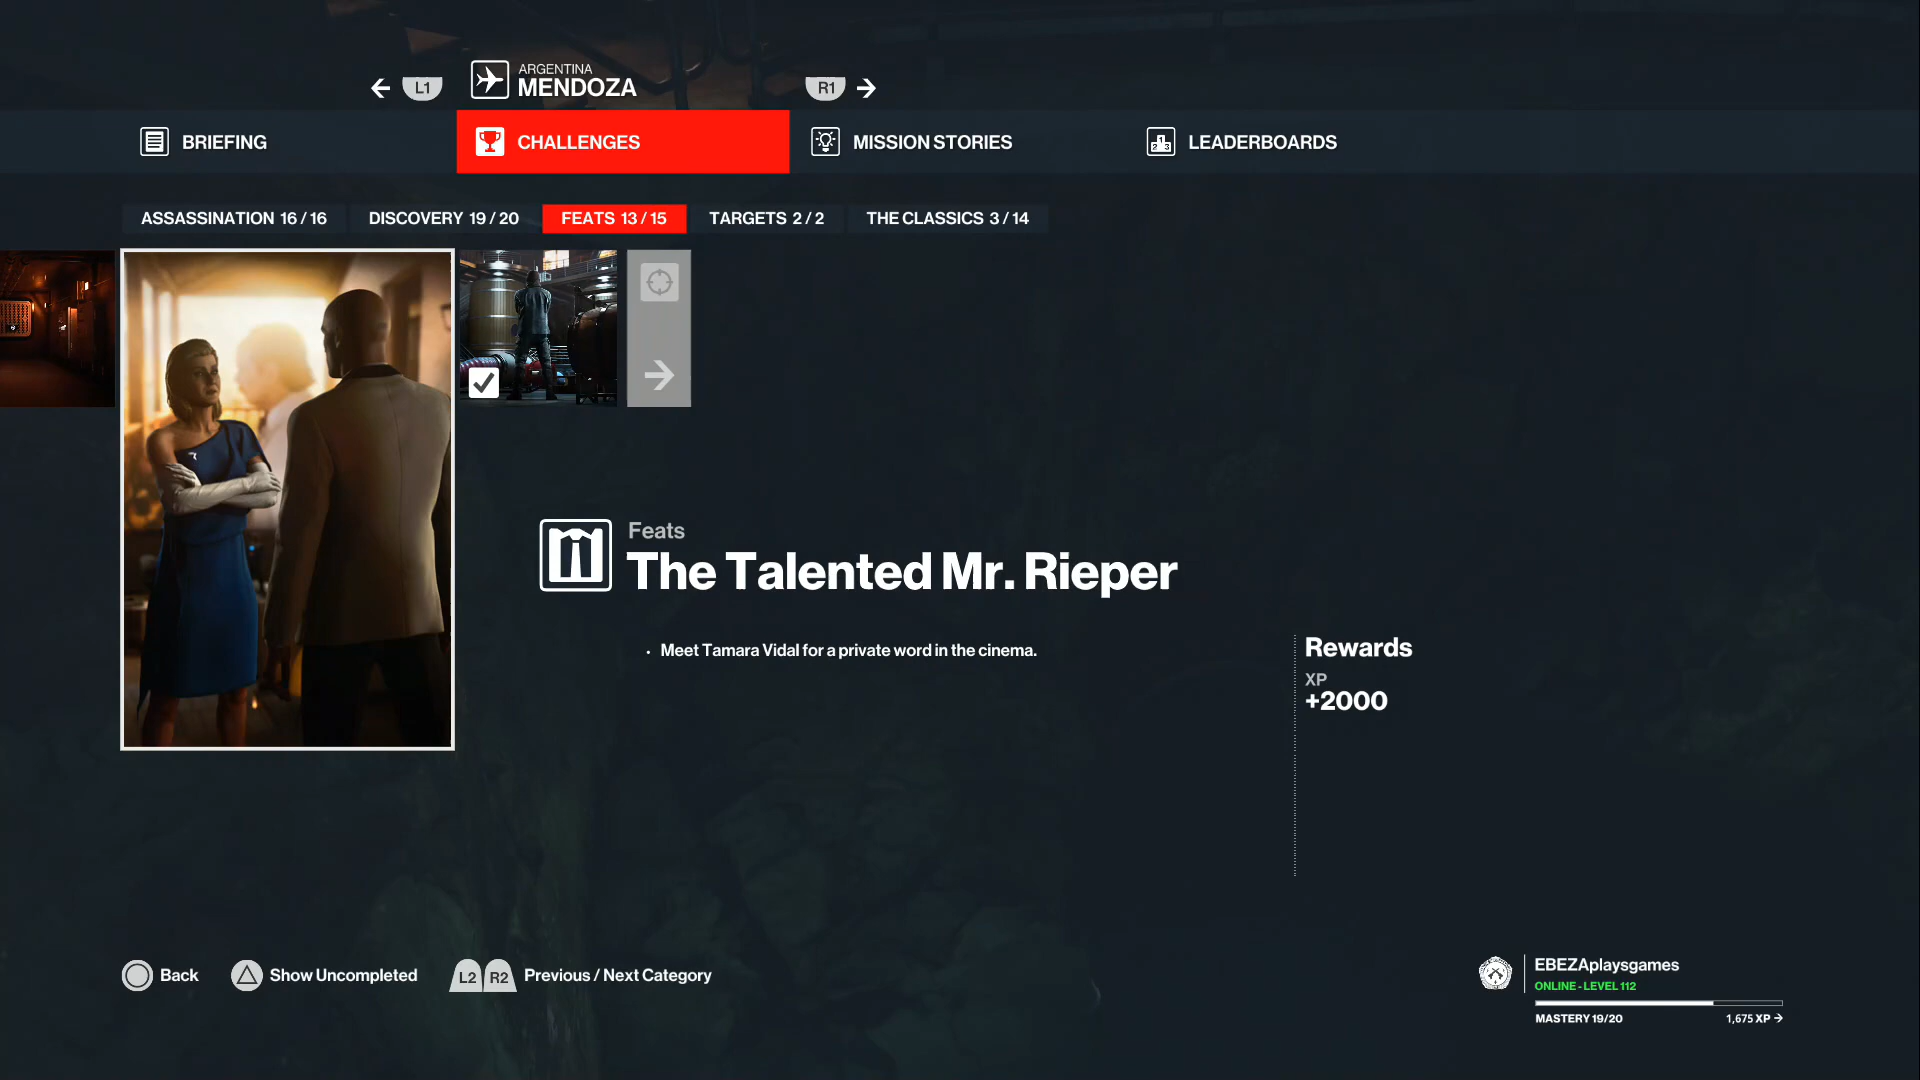 L1
ARGENTINA
MENDOZA
R1
BRIEFING
CHALLENGES
MISSION STORIES
LEADERBOARDS
ASSASSINATION 16 / 16
DISCOVERY 19 / 20
FEATS 13 / 15
TARGETS 2 / 2
THE CLASSICS 3 / 14
Feats
The Talented Mr. Rieper
• Meet Tamara Vidal for a private word in the cinema.
Rewards
XP
+2000
Back
Show Uncompleted
L2 R2 Previous / Next Category
EBEZAplaysgames
ONLINE - LEVEL 112
MASTERY 19/20
1,675 XP